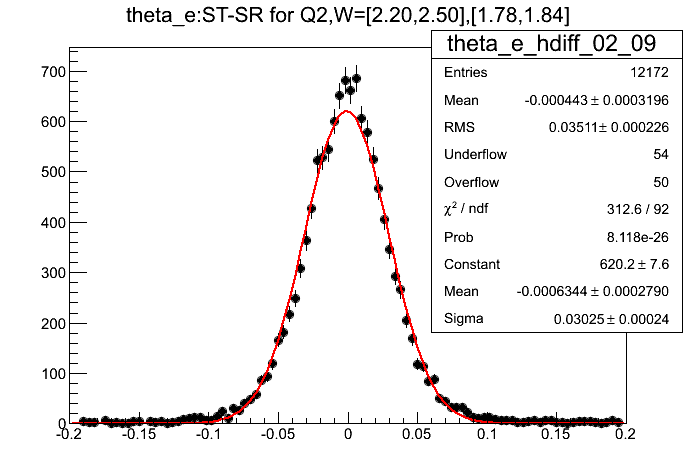 theta_e:ST-SR for Q2,W=[2.20,2.50],[1.78,1.84]
theta_e_hdiff_02_09
Entries 12172
Mean -0.000443 ± 0.0003196
RMS 0.03511± 0.000226
Underflow 54
Overflow 50
χ² / ndf 312.6 / 92
Prob 8.118e-26
Constant 620.2 ± 7.6
Mean -0.0006344 ± 0.0002790
Sigma 0.03025 ± 0.00024
700
600
500
400
300
200
100
0
-0.2 -0.15 -0.1 -0.05 0 0.05 0.1 0.15 0.2